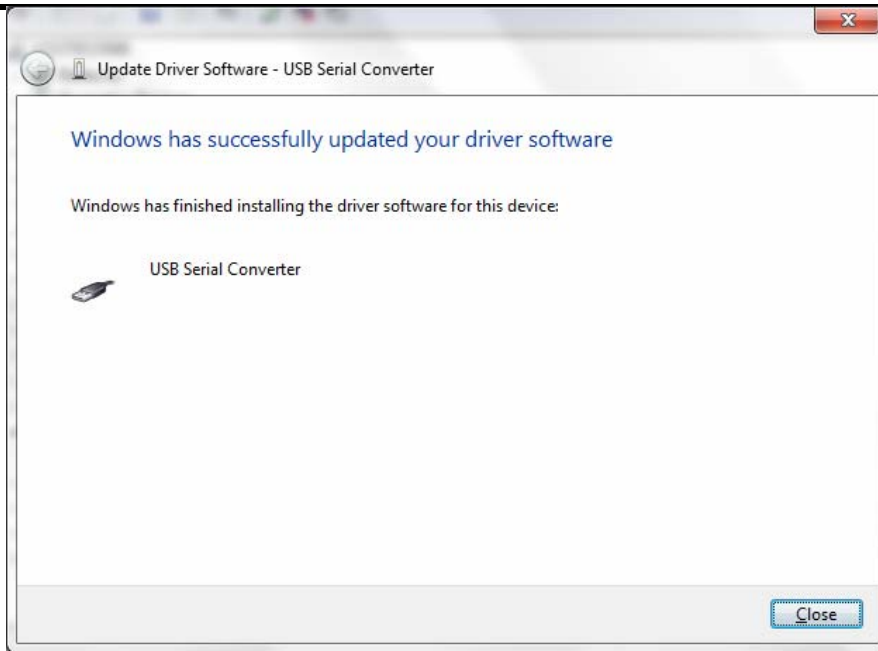 Update Driver Software - USB Serial Converter
Windows has successfully updated your driver software
Windows has finished installing the driver software for this device:
USB Serial Converter
Close